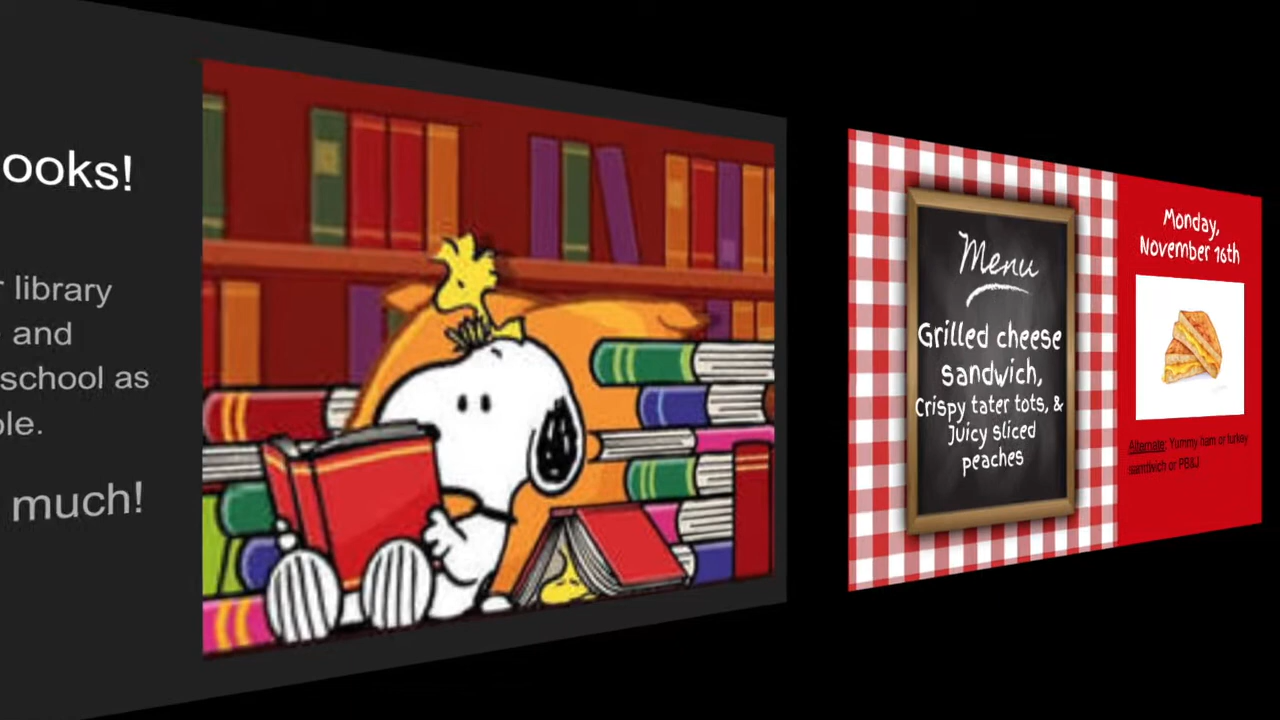 ooks!
r library
and
school as
le.
much!
Menu
Grilled cheese
sandwich,
Crispy tater tots, &
Juicy sliced
peaches
Monday,
November 16th
Alternate: Yummy ham or turkey
sandwich or PB&J